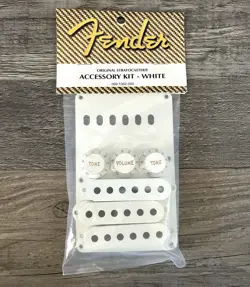 Fender
ORIGINAL STRATOCASTER®
ACCESSORY KIT - WHITE
TONE VOLUME TONE